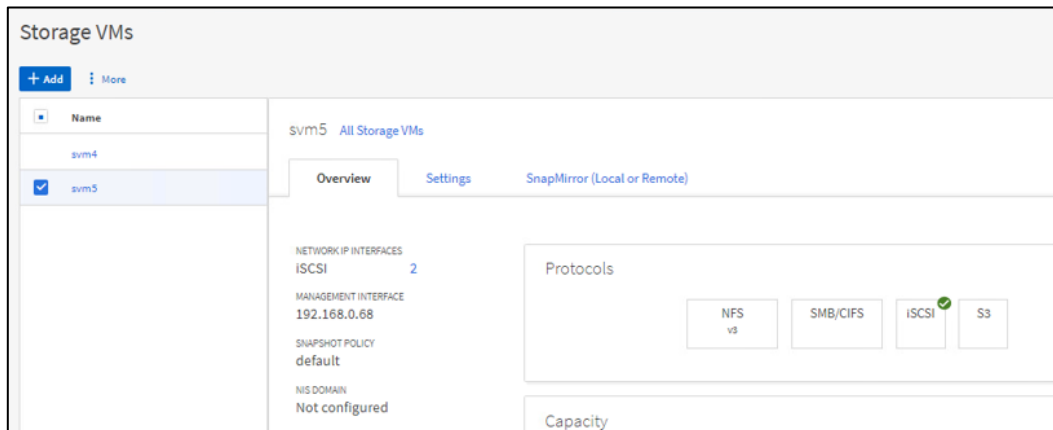 Storage VMs
+ Add
More
Name
svm4
svm5
svm5 All Storage VMs
Overview Settings SnapMirror (Local or Remote)
NETWORK IP INTERFACES
iSCSI 2
MANAGEMENT INTERFACE
192.168.0.68
SNAPSHOT POLICY
default
NIS DOMAIN
Not configured
Protocols
NFS SMB/CIFS iSCSI S3
v3
Capacity